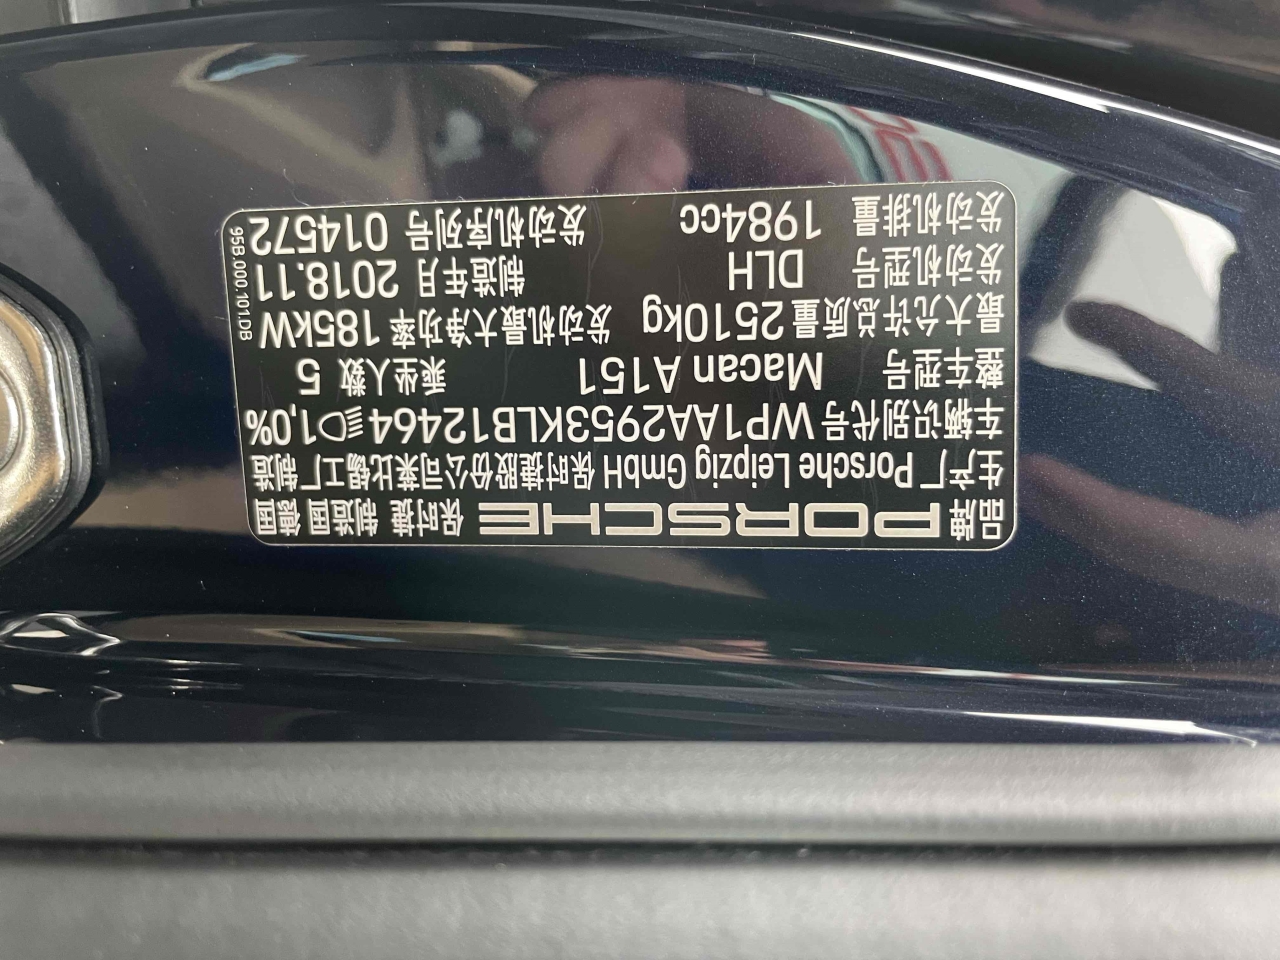 品牌 PORSCHE 保时捷 制造国 德国
生产厂 Porsche Leipzig GmbH 保时捷股份公司莱比锡工厂制造
车辆识别代号 WP1AA2953KLB12464 1,0%
整车型号 Macan A151 乘坐人数 5
最大允许总质量 2510kg 发动机最大净功率 185kW
发动机型号 DLH 制造年月 2018.11
发动机排量 1984cc 发动机序列号 014572
95B.000.101.DB